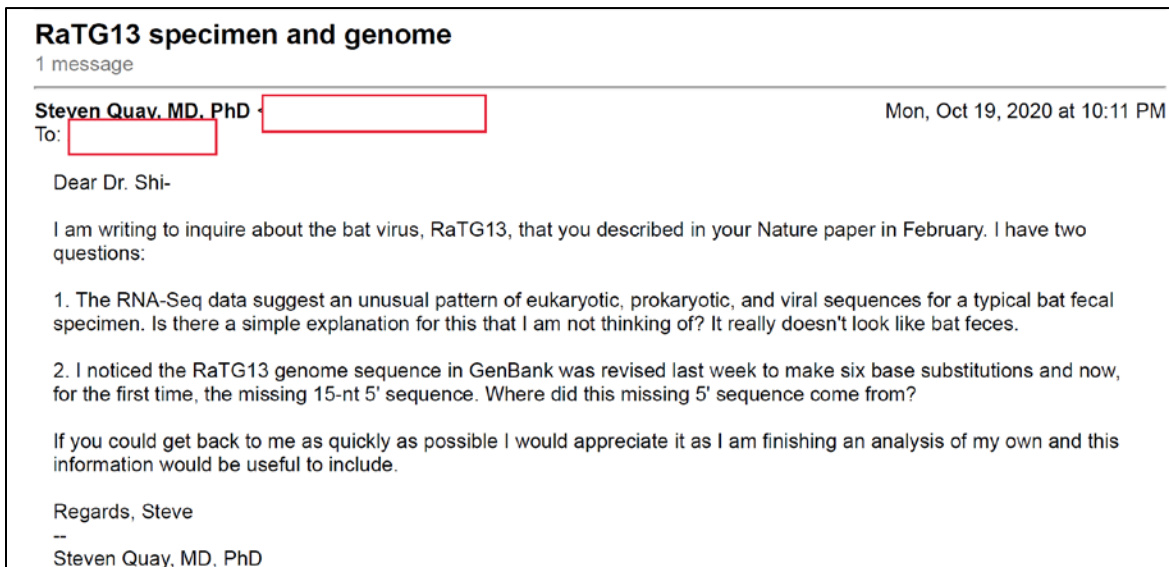 RaTG13 specimen and genome
1 message
Steven Quay, MD, PhD <
Mon, Oct 19, 2020 at 10:11 PM
To:
Dear Dr. Shi-
I am writing to inquire about the bat virus, RaTG13, that you described in your Nature paper in February. I have two
questions:
1. The RNA-Seq data suggest an unusual pattern of eukaryotic, prokaryotic, and viral sequences for a typical bat fecal
specimen. Is there a simple explanation for this that I am not thinking of? It really doesn't look like bat feces.
2. I noticed the RaTG13 genome sequence in GenBank was revised last week to make six base substitutions and now,
for the first time, the missing 15-nt 5' sequence. Where did this missing 5' sequence come from?
If you could get back to me as quickly as possible I would appreciate it as I am finishing an analysis of my own and this
information would be useful to include.
Regards, Steve
--
Steven Quay, MD, PhD